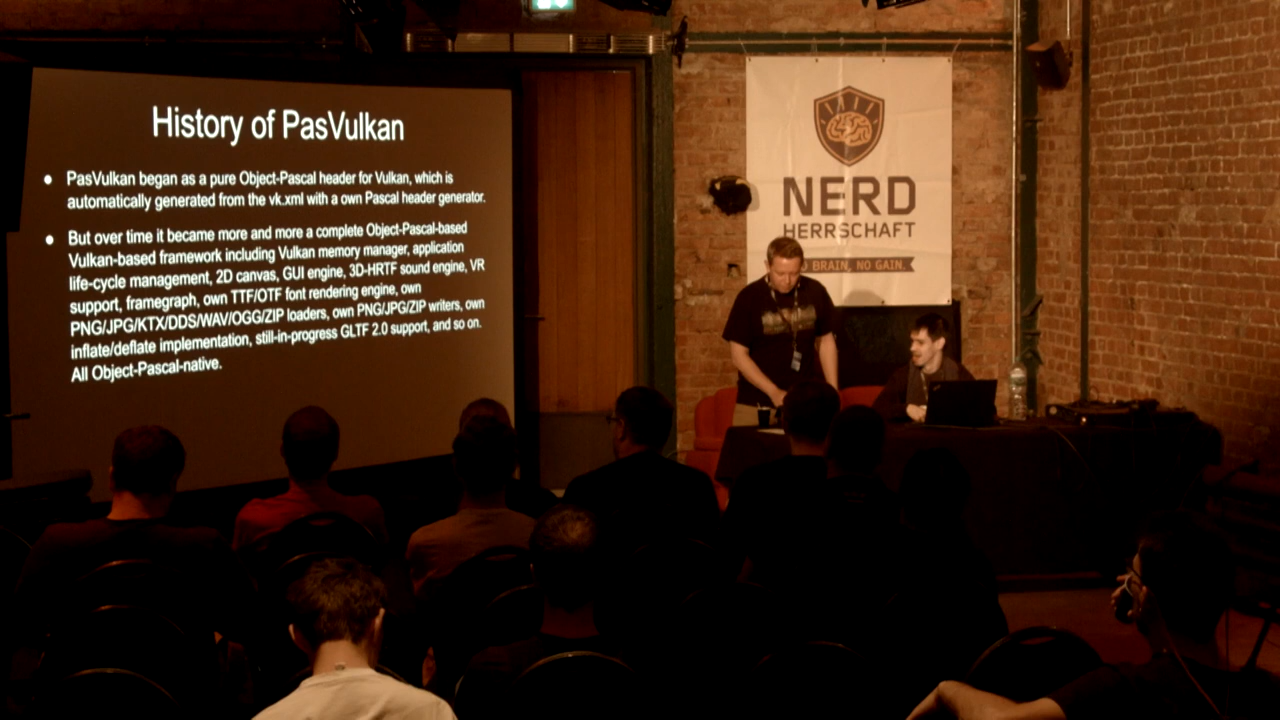 History of PasVulkan
PasVulkan began as a pure Object-Pascal header for Vulkan, which is
automatically generated from the vk.xml with a own Pascal header generator.
But over time it became more and more a complete Object-Pascal-based
Vulkan-based framework including Vulkan memory manager, application
life-cycle management, 2D canvas, GUI engine, 3D-HRTF sound engine, VR
support, framegraph, own TTF/OTF font rendering engine, own
PNG/JPG/KTX/DDS/WAV/OGG/ZIP loaders, own PNG/JPG/ZIP writers, own
inflate/deflate implementation, still-in-progress GLTF 2.0 support, and so on.
All Object-Pascal-native.
NERD
HERRSCHAFT
BRAIN, NO GAIN.